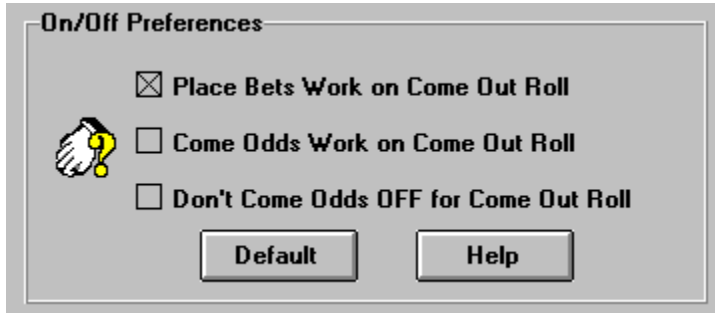 On/Off Preferences
Place Bets Work on Come Out Roll
Come Odds Work on Come Out Roll
Don't Come Odds OFF for Come Out Roll
Default Help